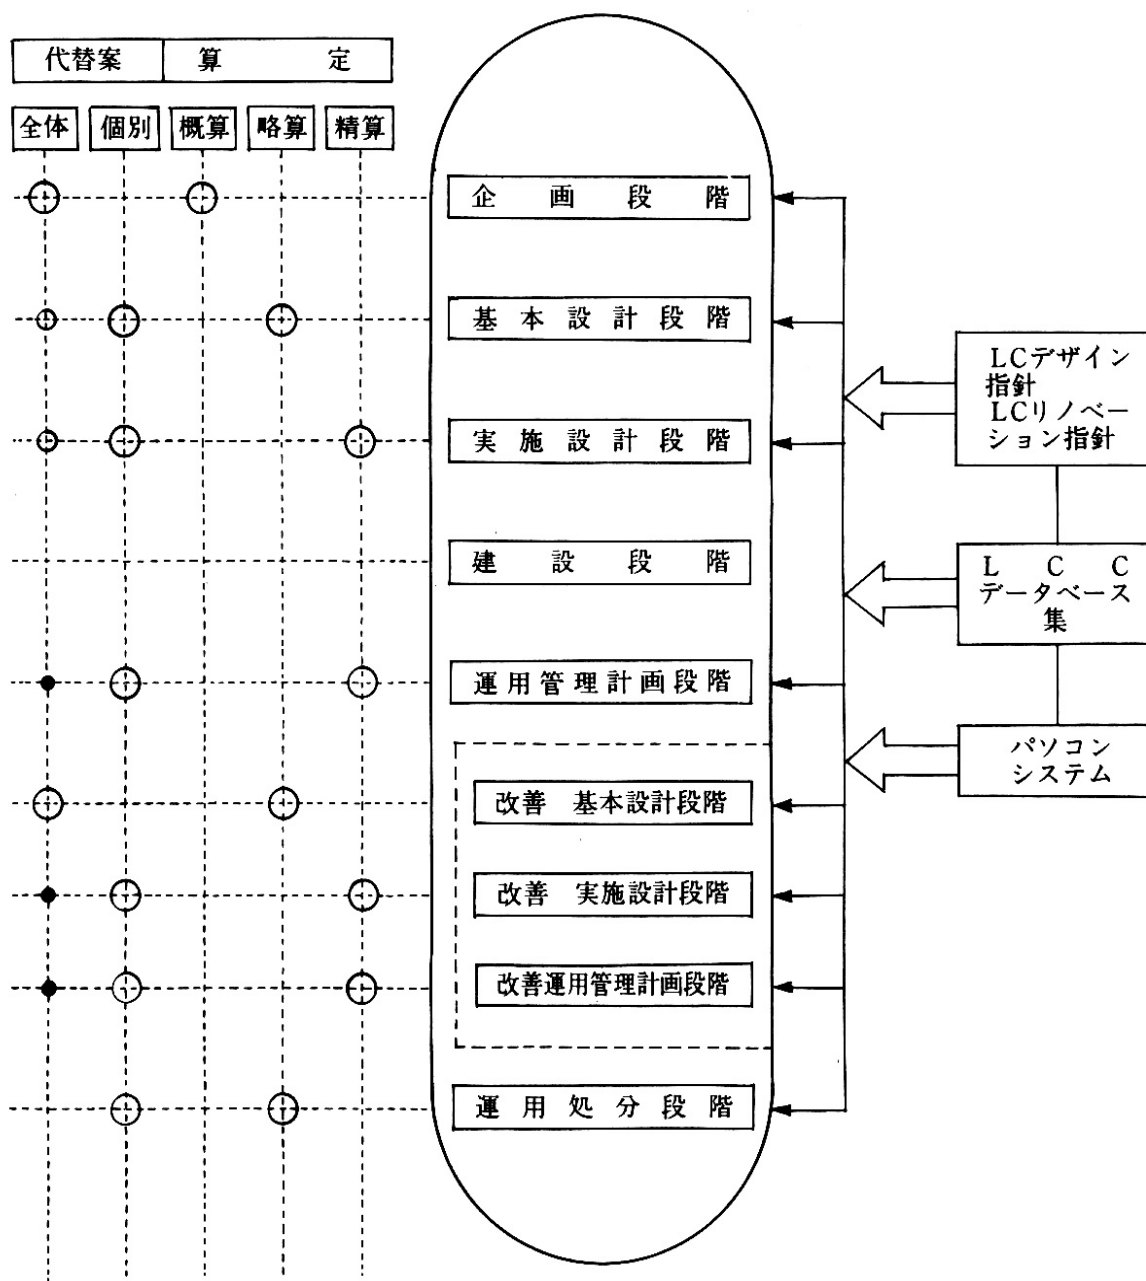 代替案 算定
全体 個別 概算 略算 精算
企画段階
基本設計段階
実施設計段階
建設段階
運用管理計画段階
改善 基本設計段階
改善 実施設計段階
改善運用管理計画段階
運用処分段階
LCデザイン
指針
LCリノベー
ション指針
LCC
データベース
集
パソコン
システム